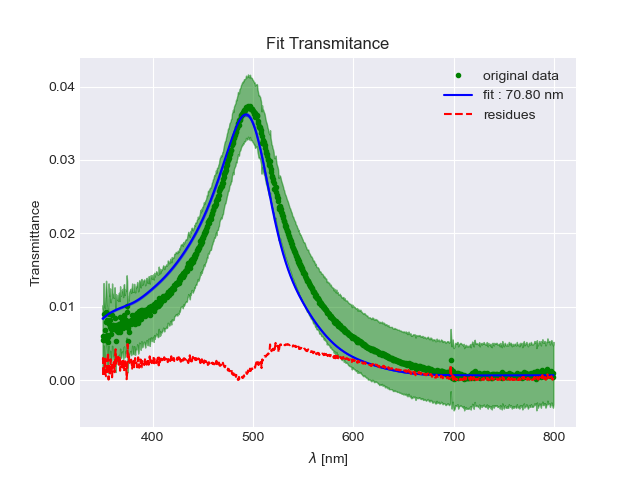 Fit Transmitance
0.04
0.03
0.02
0.01
0.00
Transmittance
400
500
600
700
800
λ [nm]
original data
fit : 70.80 nm
residues